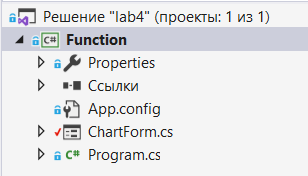 Решение "lab4" (проекты: 1 из 1)
C# Function
Properties
Ссылки
App.config
ChartForm.cs
C# Program.cs